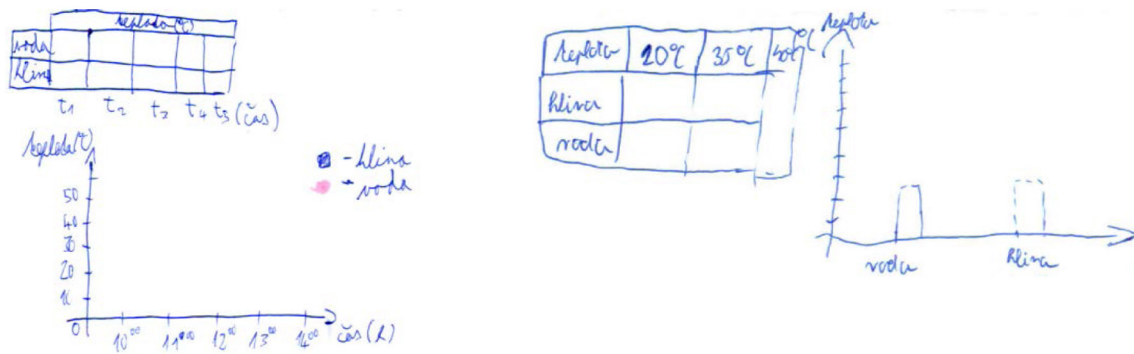 teplota (°C)
voda
hlina
t₁ t₂ t₃ t₄ t₅ (čas)
teplota (°C)
50
40
30
20
10
0
10⁰⁰ 11⁰⁰ 12⁰⁰ 13⁰⁰ 14⁰⁰ čas (h)
- hlina
- voda
teplota 20°C 35°C 40°C
hlina
voda
teplota
voda hlina